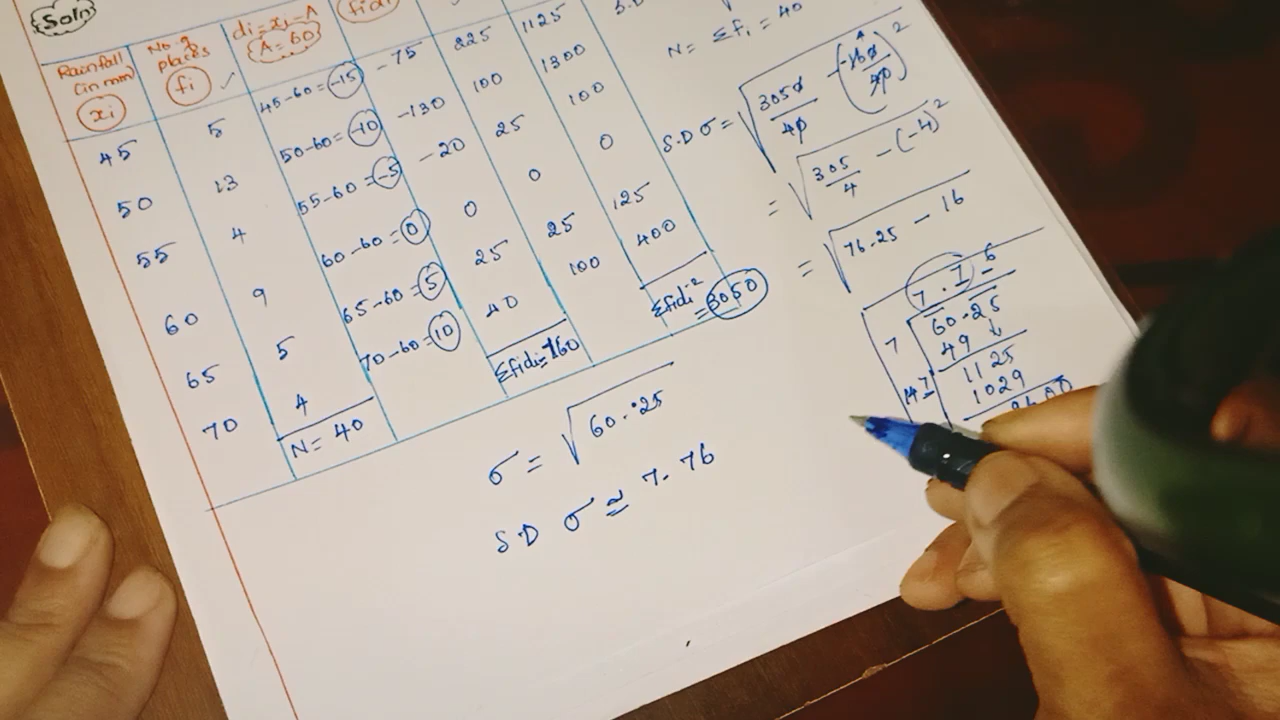 Soln
Rainfall (in mm) xi | No. of places fi | di = xi - A A = 60 | fidi
45 | 5 | 45-60 = -15 | -75 | 225 | 1125
50 | 13 | 50-60 = -10 | -130 | 100 | 1300
55 | 4 | 55-60 = -5 | -20 | 25 | 100
60 | 9 | 60-60 = 0 | 0 | 0 | 0
65 | 5 | 65-60 = 5 | 25 | 25 | 125
70 | 4 | 70-60 = 10 | 40 | 100 | 400
N = 40 | Σfidi = 160 | Σfidi² = 3050
N = Σfi = 40
S.D σ = √(3050/40 - (-160/40)²)
= √(305/4 - (-4)²)
= √(76.25 - 16)
7.76
7 | 60.25
49
147 | 1125
1029
σ = √60.25
S D σ ≃ 7.76